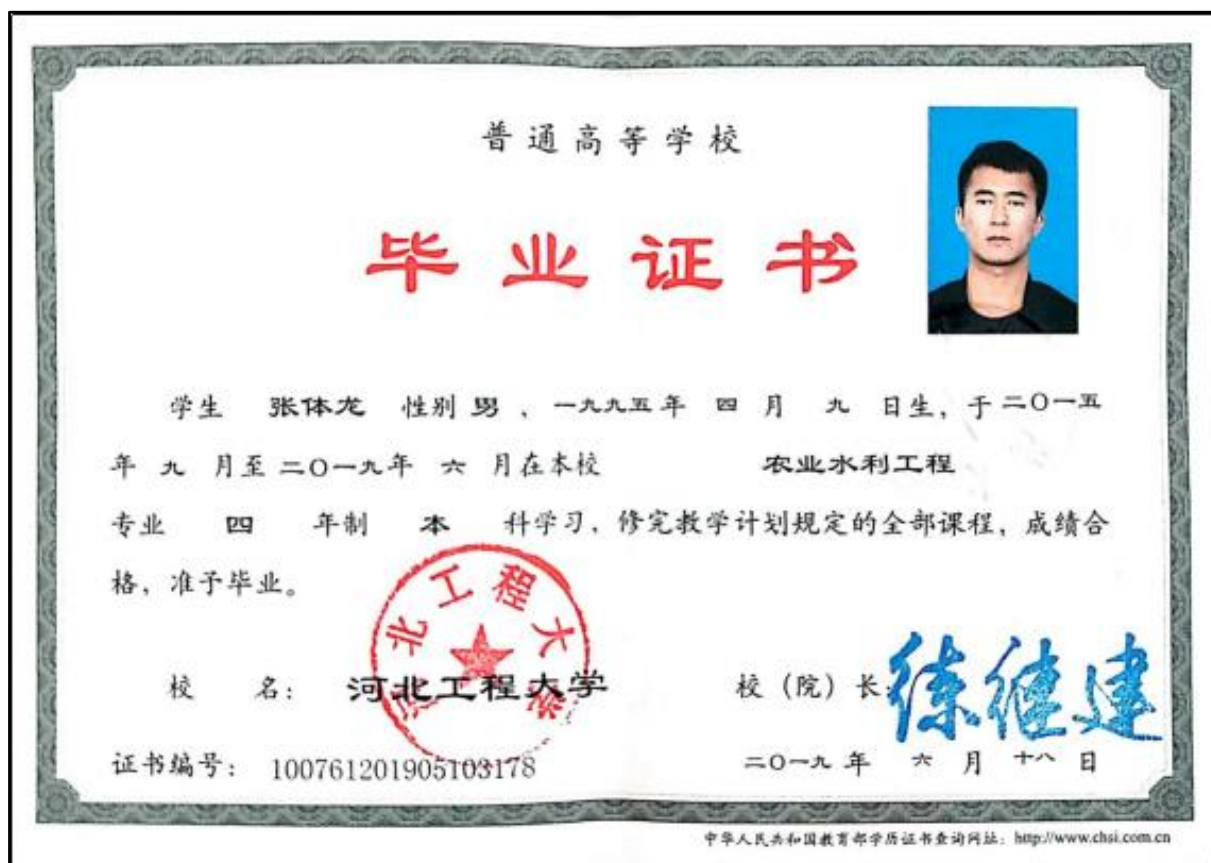 普通高等学校
毕业证书
学生 张体龙 性别 男 、一九九五年 四 月 九 日生，于二〇一五
年 九 月至二〇一九年 六 月在本校 农业水利工程
专业 四 年制 本 科学习，修完教学计划规定的全部课程，成绩合
格，准予毕业。
河北工程大学
校 名： 河北工程大学 校（院）长： 练继建
证书编号： 100761201905103178 二〇一九年 六 月 十八 日
中华人民共和国教育部学历证书查询网址：http://www.chsi.com.cn